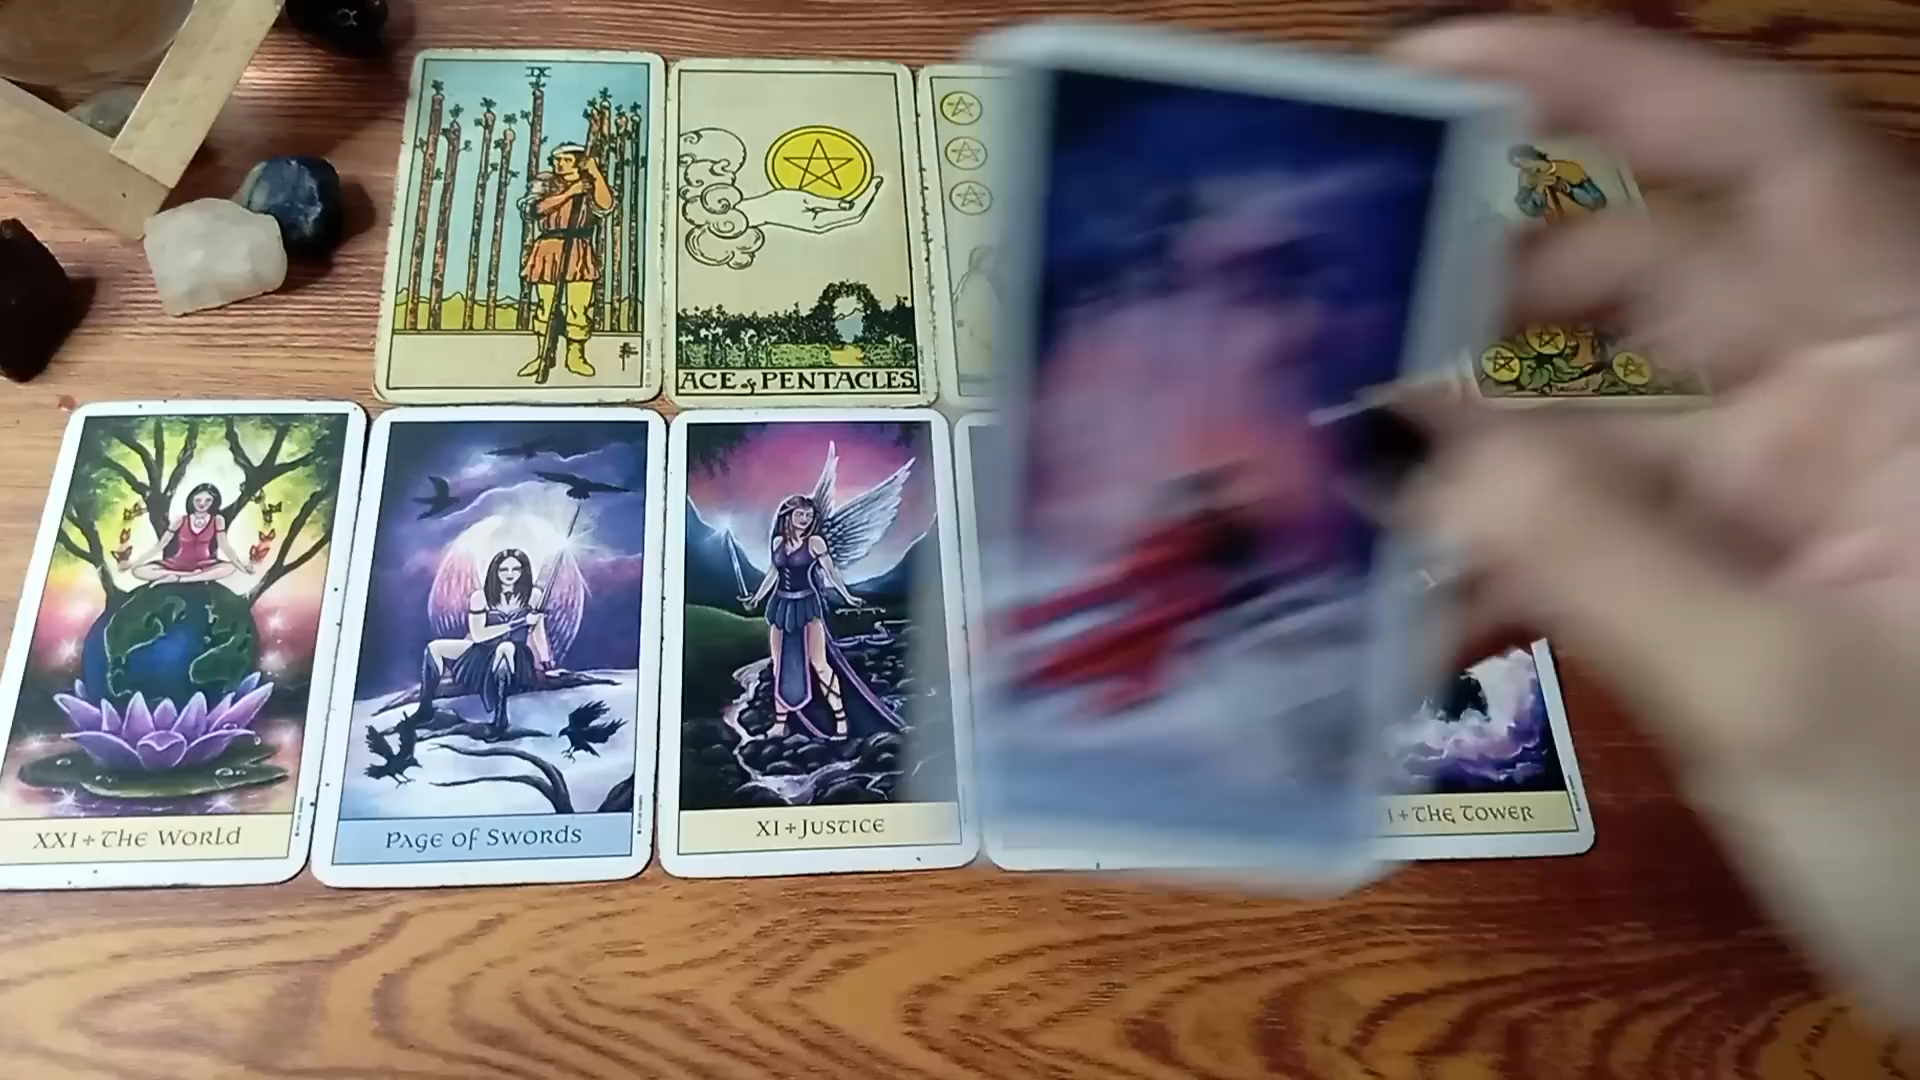 IX
ACE of PENTACLES.
XXI + THE WORLD
PAGE OF SWORDS
XI + JUSTICE
I + THE TOWER